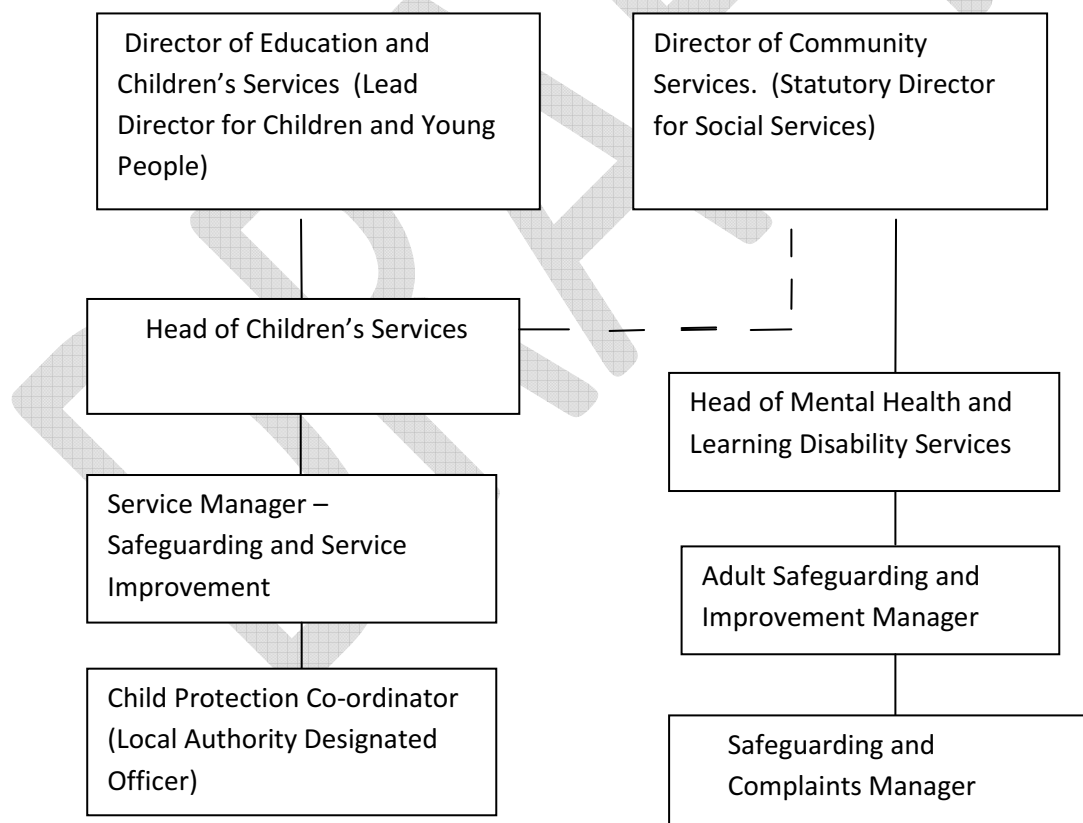 Director of Education and
Children’s Services (Lead
Director for Children and Young
People)
Director of Community
Services. (Statutory Director
for Social Services)
Head of Children’s Services
Head of Mental Health and
Learning Disability Services
Service Manager –
Safeguarding and Service
Improvement
Adult Safeguarding and
Improvement Manager
Child Protection Co-ordinator
(Local Authority Designated
Officer)
Safeguarding and
Complaints Manager